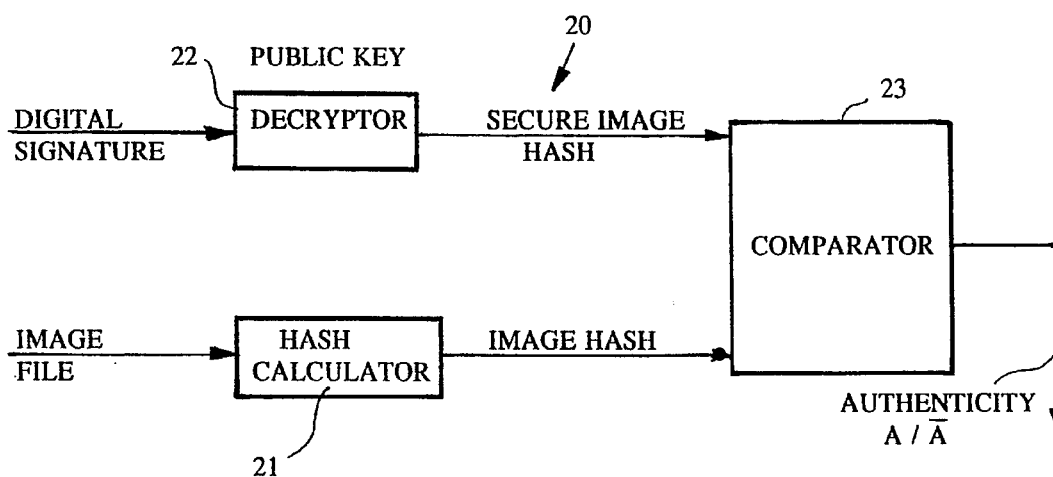 20
22
PUBLIC KEY
23
DIGITAL
SIGNATURE
DECRYPTOR
SECURE IMAGE
HASH
COMPARATOR
IMAGE
FILE
HASH
CALCULATOR
IMAGE HASH
AUTHENTICITY
A / A̅
21